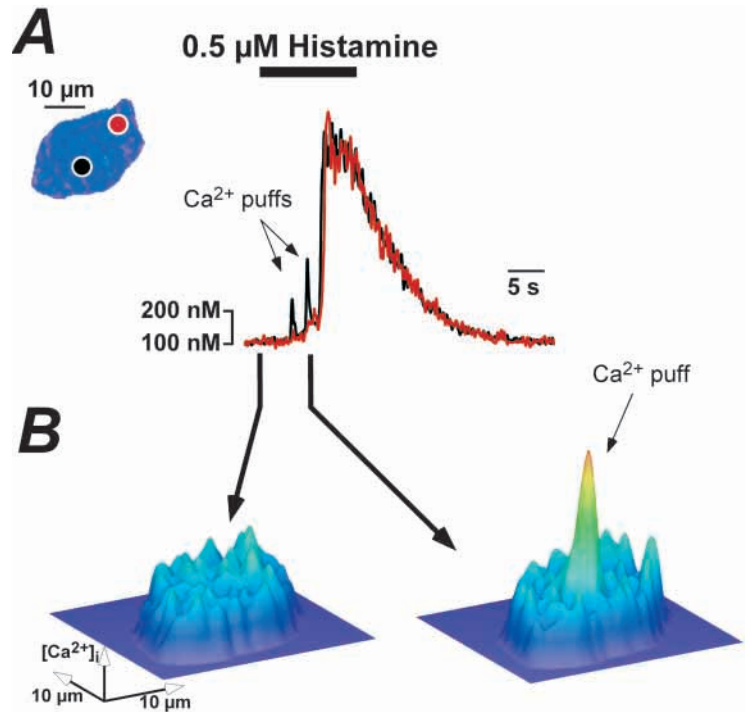 A
0.5 µM Histamine
10 µm
Ca2+ puffs
5 s
200 nM
100 nM
Ca2+ puff
B
[Ca2+]i
10 µm
10 µm